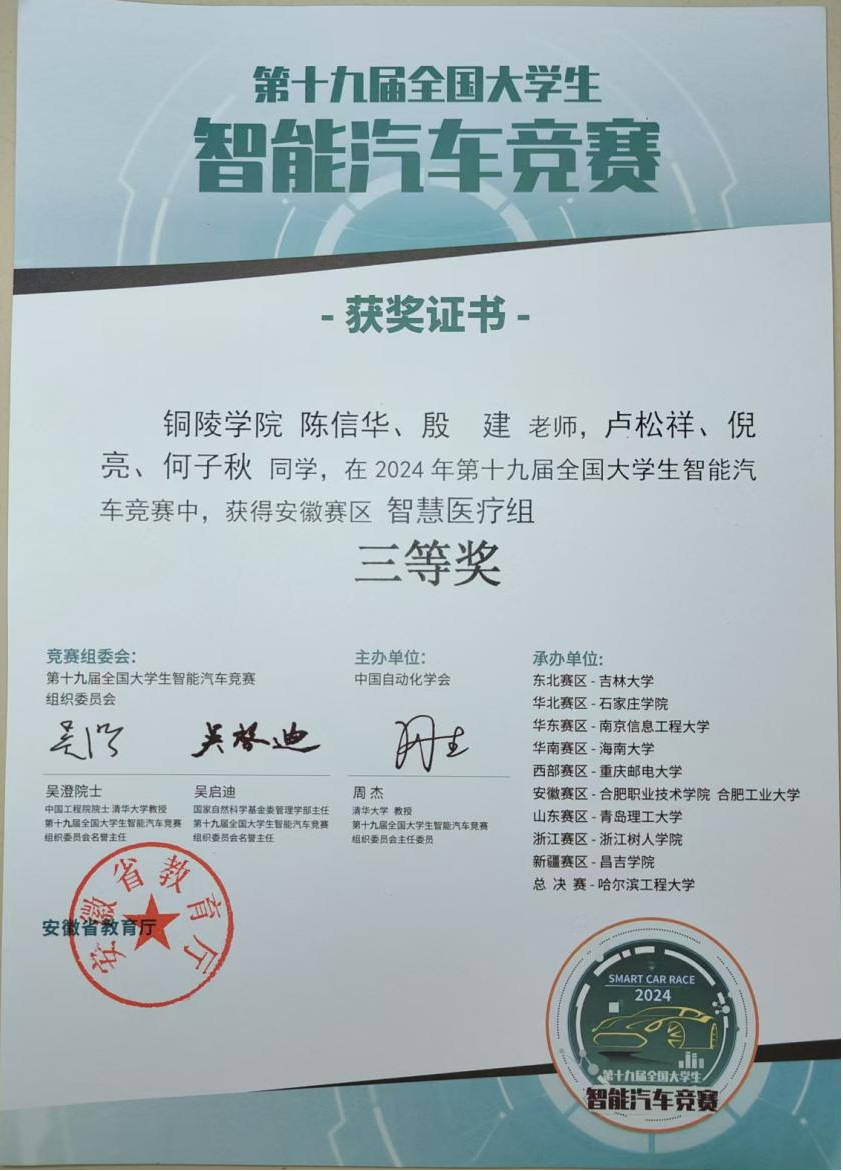 第十九届全国大学生
智能汽车竞赛
- 获奖证书 -
铜陵学院 陈信华、殷 建 老师，卢松祥、倪
亮、何子秋 同学，在 2024 年第十九届全国大学生智能汽
车竞赛中，获得安徽赛区 智慧医疗组
三等奖
竞赛组委会：
第十九届全国大学生智能汽车竞赛
组织委员会
吴澄
吴启迪
吴澄院士
中国工程院院士 清华大学教授
第十九届全国大学生智能汽车竞赛
组织委员会名誉主任
吴启迪
国家自然科学基金委管理学部主任
第十九届全国大学生智能汽车竞赛
组织委员会名誉主任
主办单位：
中国自动化学会
周 杰
清华大学 教授
第十九届全国大学生智能汽车竞赛
组织委员会主任委员
承办单位：
东北赛区 - 吉林大学
华北赛区 - 石家庄学院
华东赛区 - 南京信息工程大学
华南赛区 - 海南大学
西部赛区 - 重庆邮电大学
安徽赛区 - 合肥职业技术学院 合肥工业大学
山东赛区 - 青岛理工大学
浙江赛区 - 浙江树人学院
新疆赛区 - 昌吉学院
总 决 赛 - 哈尔滨工程大学
安徽省教育厅
安徽省教育厅
SMART CAR RACE
2024
第十九届全国大学生
智能汽车竞赛